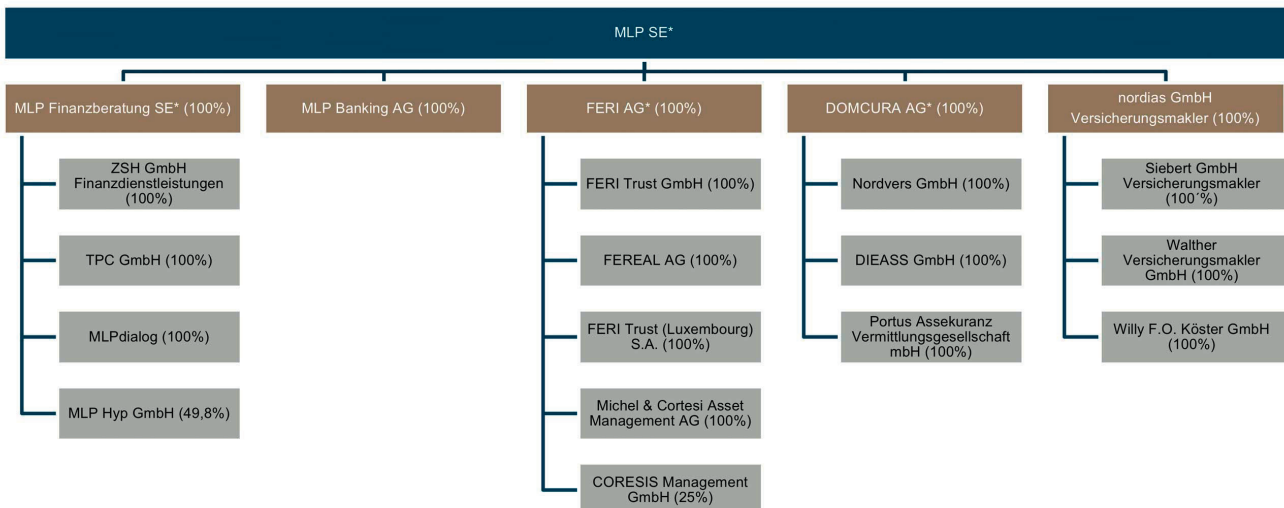 MLP SE*
MLP Finanzberatung SE* (100%)
MLP Banking AG (100%)
FERI AG* (100%)
DOMCURA AG* (100%)
nordias GmbH
Versicherungsmakler (100%)
ZSH GmbH
Finanzdienstleistungen
(100%)
TPC GmbH (100%)
MLPdialog (100%)
MLP Hyp GmbH (49,8%)
FERI Trust GmbH (100%)
FEREAL AG (100%)
FERI Trust (Luxembourg)
S.A. (100%)
Michel & Cortesi Asset
Management AG (100%)
CORESIS Management
GmbH (25%)
Nordvers GmbH (100%)
DIEASS GmbH (100%)
Portus Assekuranz
Vermittlungsgesellschaft
mbH (100%)
Siebert GmbH
Versicherungsmakler
(100´%)
Walther
Versicherungsmakler
GmbH (100%)
Willy F.O. Köster GmbH
(100%)